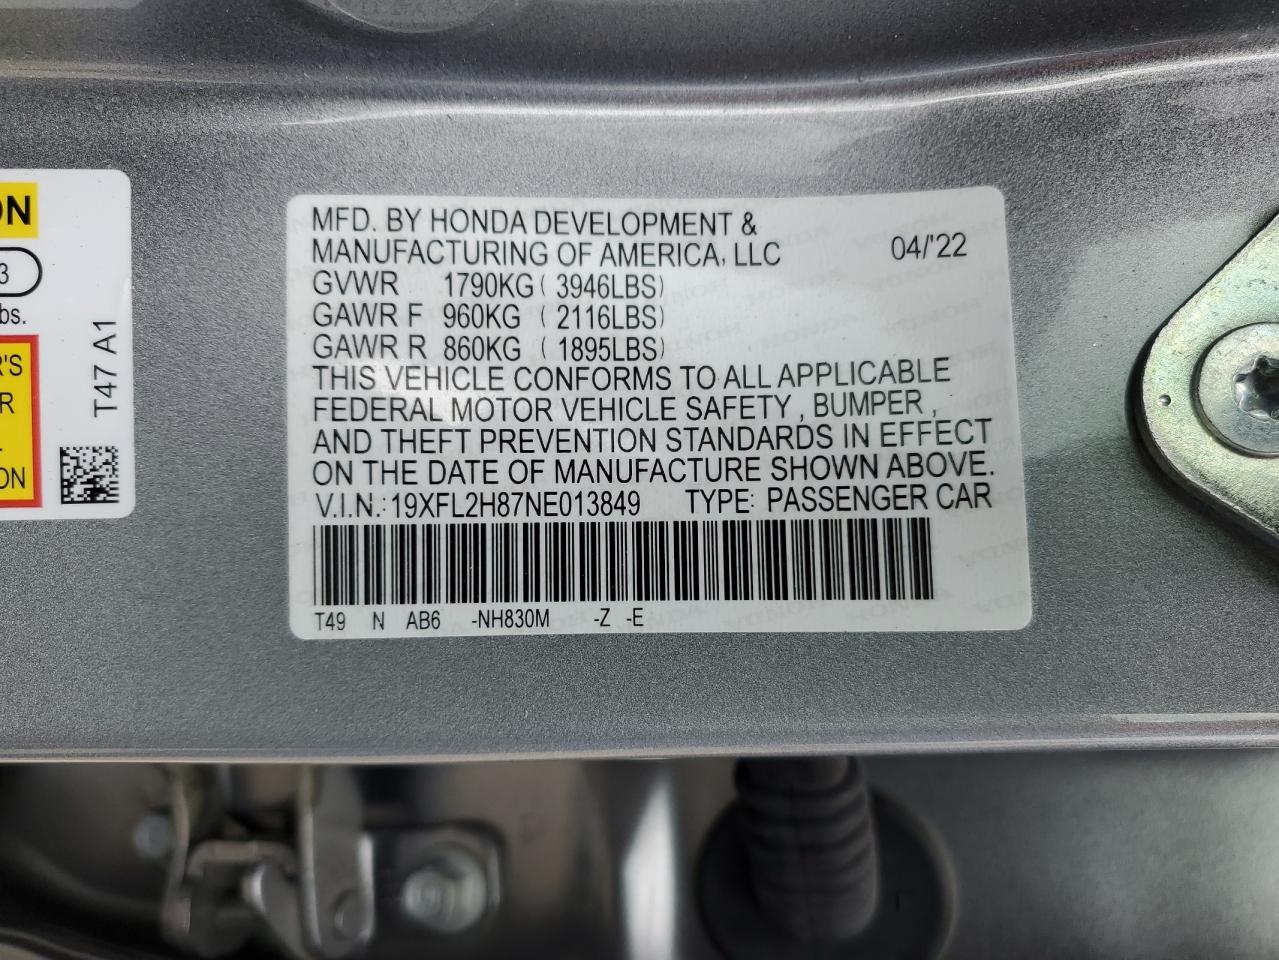 ON
3
bs.
R'S
R
ON
T47 A1
MFD. BY HONDA DEVELOPMENT &
MANUFACTURING OF AMERICA, LLC 04/'22
GVWR 1790KG ( 3946LBS)
GAWR F 960KG ( 2116LBS)
GAWR R 860KG ( 1895LBS)
THIS VEHICLE CONFORMS TO ALL APPLICABLE
FEDERAL MOTOR VEHICLE SAFETY , BUMPER ,
AND THEFT PREVENTION STANDARDS IN EFFECT
ON THE DATE OF MANUFACTURE SHOWN ABOVE.
V.I.N.: 19XFL2H87NE013849 TYPE: PASSENGER CAR
T49 N AB6 -NH830M -Z -E